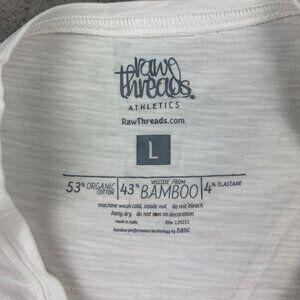 raw
threads
ATHLETICS
RawThreads.com
L
53% ORGANIC COTTON | 43% VISCOSE FROM BAMBOO | 4% ELASTANE
machine wash cold, inside out do not bleach
hang dry do not iron on decoration
made in india
bamboo performance technology by tasc